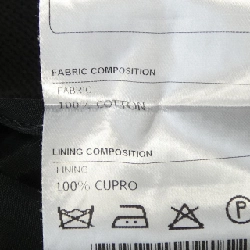 FABRIC COMPOSITION
FABRIC
100% COTTON
LINING COMPOSITION
LINING
100% CUPRO
P